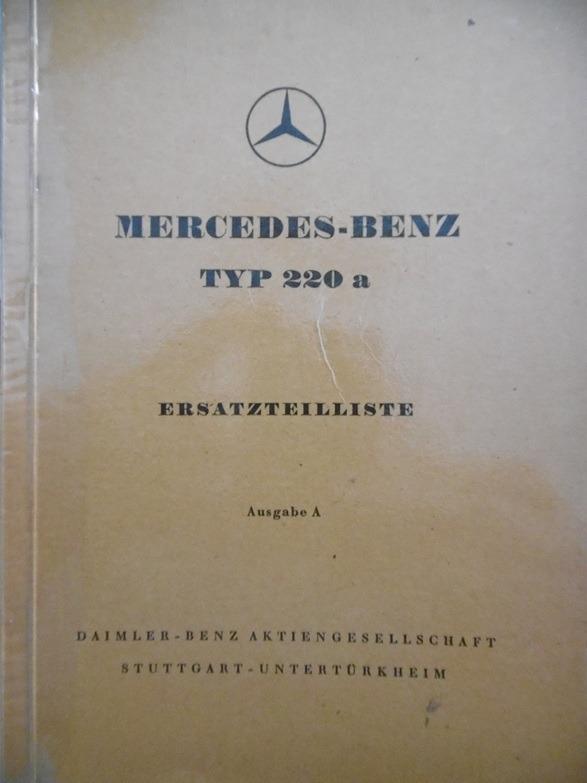 MERCEDES-BENZ
TYP 220 a
ERSATZTEILLISTE
Ausgabe A
DAIMLER-BENZ AKTIENGESELLSCHAFT
STUTTGART-UNTERTÜRKHEIM